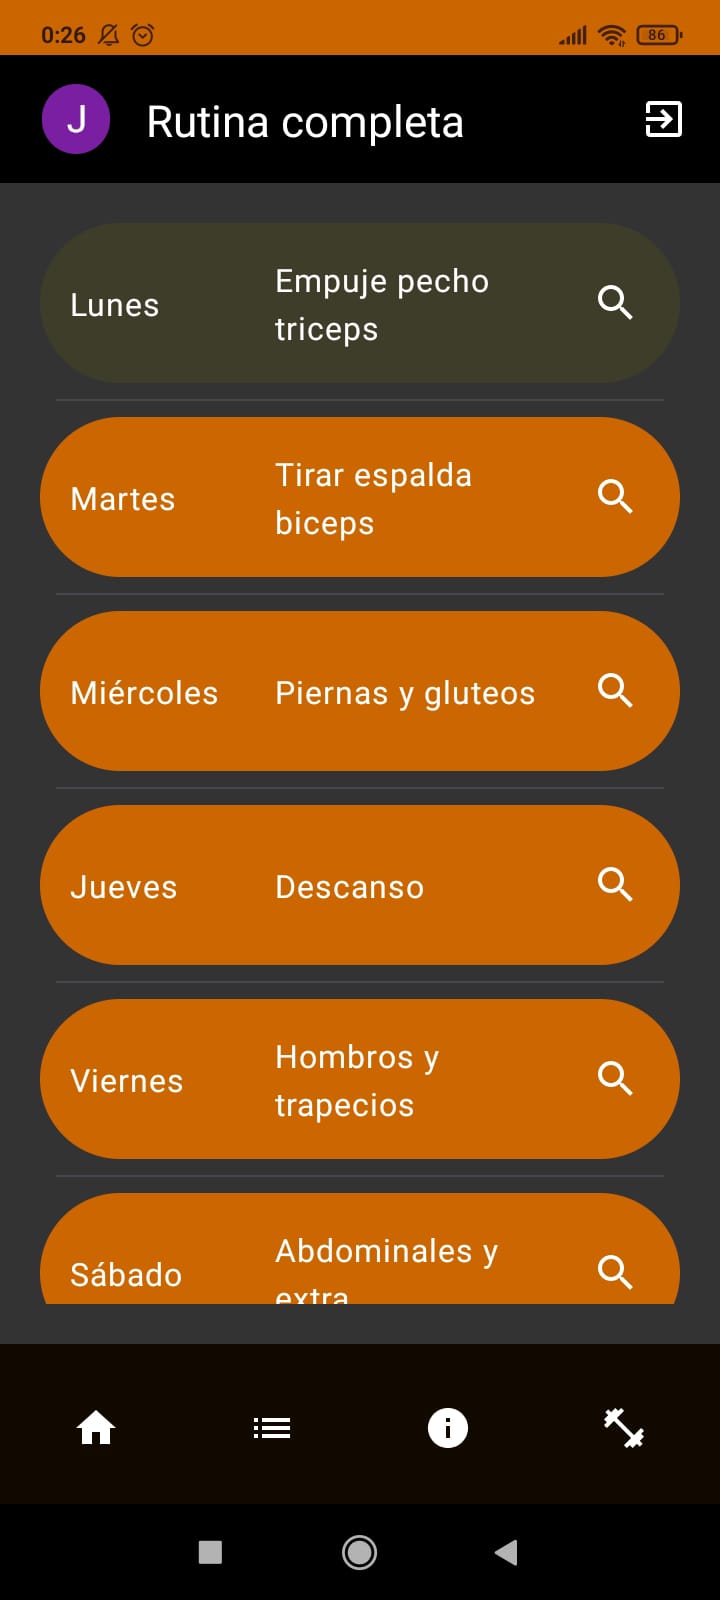 0:26
86
J
Rutina completa
Lunes
Empuje pecho
triceps
Martes
Tirar espalda
biceps
Miércoles
Piernas y gluteos
Jueves
Descanso
Viernes
Hombros y
trapecios
Sábado
Abdominales y
extra